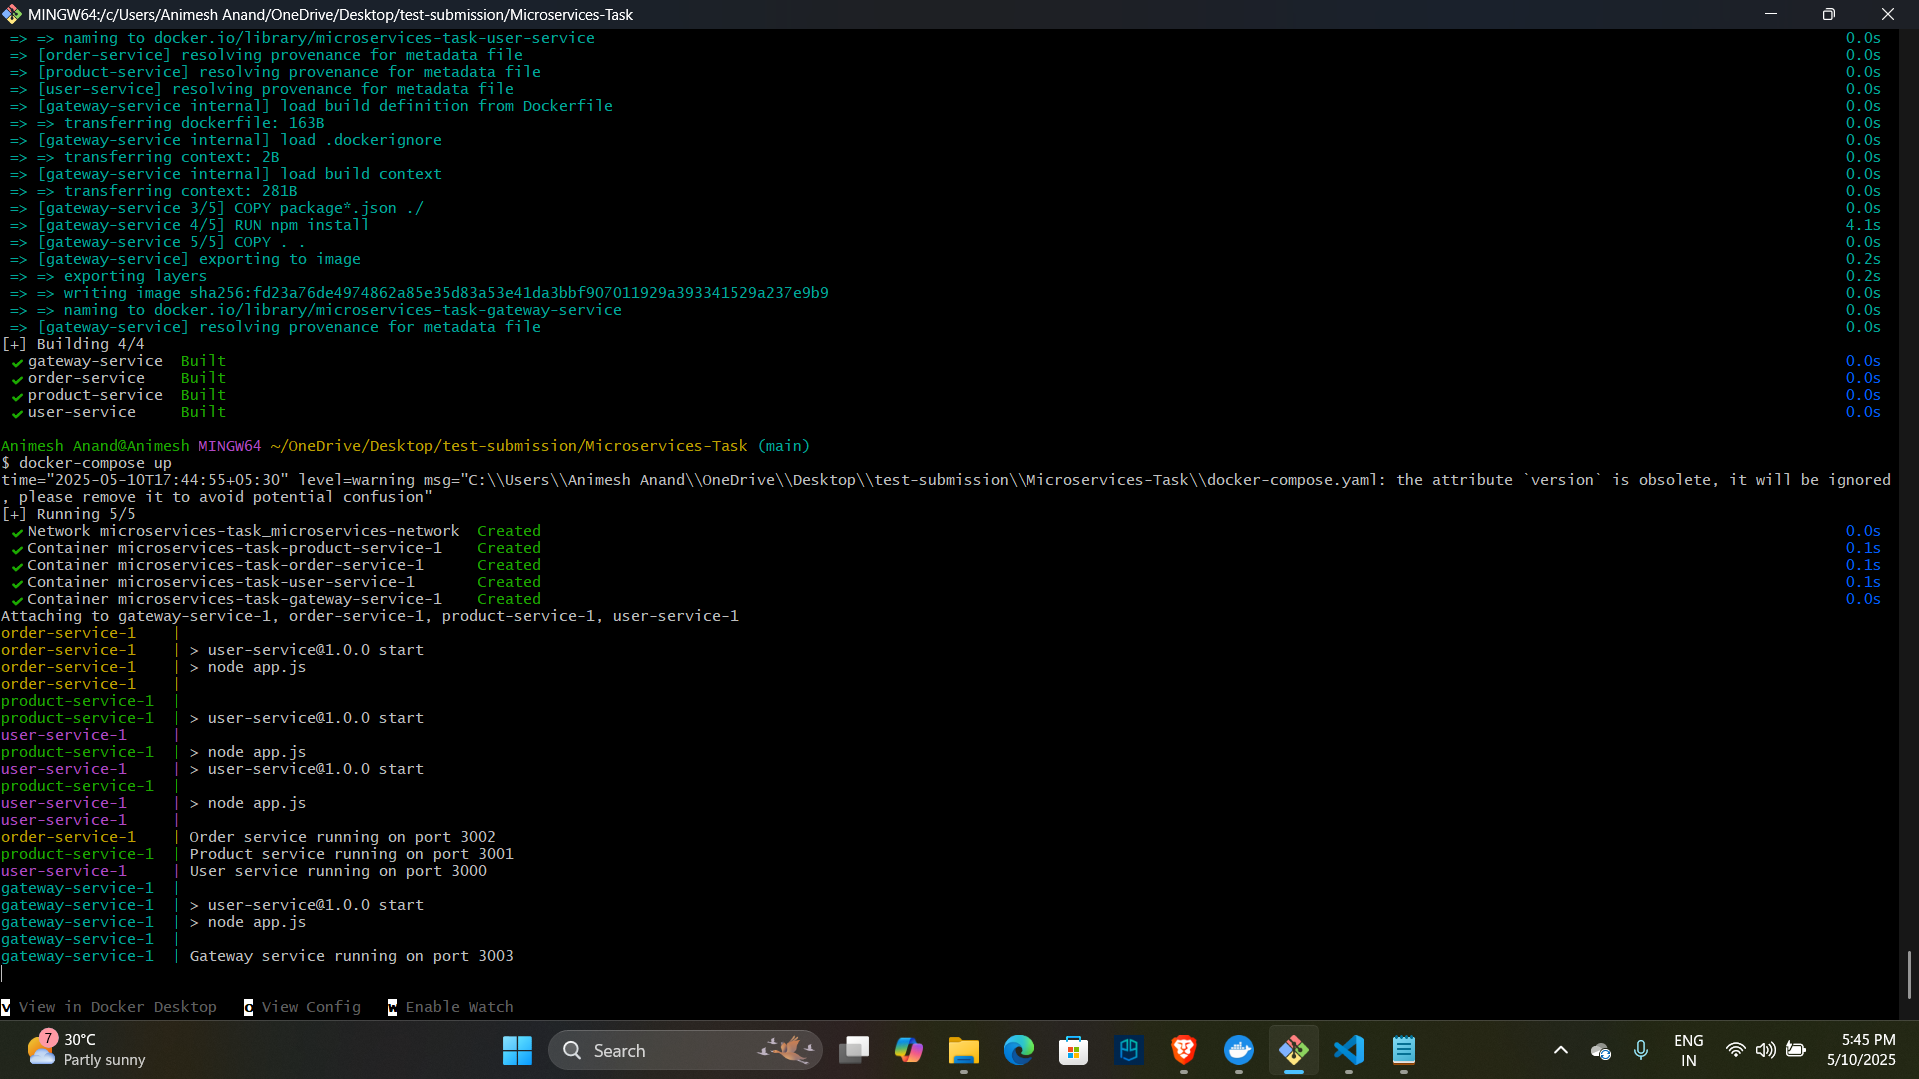 MINGW64:/c/Users/Animesh Anand/OneDrive/Desktop/test-submission/Microservices-Task
=> => naming to docker.io/library/microservices-task-user-service 0.0s
=> [order-service] resolving provenance for metadata file 0.0s
=> [product-service] resolving provenance for metadata file 0.0s
=> [user-service] resolving provenance for metadata file 0.0s
=> [gateway-service internal] load build definition from Dockerfile 0.0s
=> => transferring dockerfile: 163B 0.0s
=> [gateway-service internal] load .dockerignore 0.0s
=> => transferring context: 2B 0.0s
=> [gateway-service internal] load build context 0.0s
=> => transferring context: 281B 0.0s
=> [gateway-service 3/5] COPY package*.json ./ 0.0s
=> [gateway-service 4/5] RUN npm install 4.1s
=> [gateway-service 5/5] COPY . . 0.0s
=> [gateway-service] exporting to image 0.2s
=> => exporting layers 0.2s
=> => writing image sha256:fd23a76de4974862a85e35d83a53e41da3bbf907011929a393341529a237e9b9 0.0s
=> => naming to docker.io/library/microservices-task-gateway-service 0.0s
=> [gateway-service] resolving provenance for metadata file 0.0s
[+] Building 4/4
✔ gateway-service Built 0.0s
✔ order-service Built 0.0s
✔ product-service Built 0.0s
✔ user-service Built 0.0s
Animesh Anand@Animesh MINGW64 ~/OneDrive/Desktop/test-submission/Microservices-Task (main)
$ docker-compose up
time="2025-05-10T17:44:55+05:30" level=warning msg="C:\\Users\\Animesh Anand\\OneDrive\\Desktop\\test-submission\\Microservices-Task\\docker-compose.yaml: the attribute `version` is obsolete, it will be ignored
, please remove it to avoid potential confusion"
[+] Running 5/5
✔ Network microservices-task_microservices-network Created 0.0s
✔ Container microservices-task-product-service-1 Created 0.1s
✔ Container microservices-task-order-service-1 Created 0.1s
✔ Container microservices-task-user-service-1 Created 0.1s
✔ Container microservices-task-gateway-service-1 Created 0.0s
Attaching to gateway-service-1, order-service-1, product-service-1, user-service-1
order-service-1 |
order-service-1 | > user-service@1.0.0 start
order-service-1 | > node app.js
order-service-1 |
product-service-1 |
product-service-1 | > user-service@1.0.0 start
user-service-1 |
product-service-1 | > node app.js
user-service-1 | > user-service@1.0.0 start
product-service-1 |
user-service-1 | > node app.js
user-service-1 |
order-service-1 | Order service running on port 3002
product-service-1 | Product service running on port 3001
user-service-1 | User service running on port 3000
gateway-service-1 |
gateway-service-1 | > user-service@1.0.0 start
gateway-service-1 | > node app.js
gateway-service-1 |
gateway-service-1 | Gateway service running on port 3003
v View in Docker Desktop o View Config w Enable Watch
7
30°C
Partly sunny
Search
ENG
IN
5:45 PM
5/10/2025